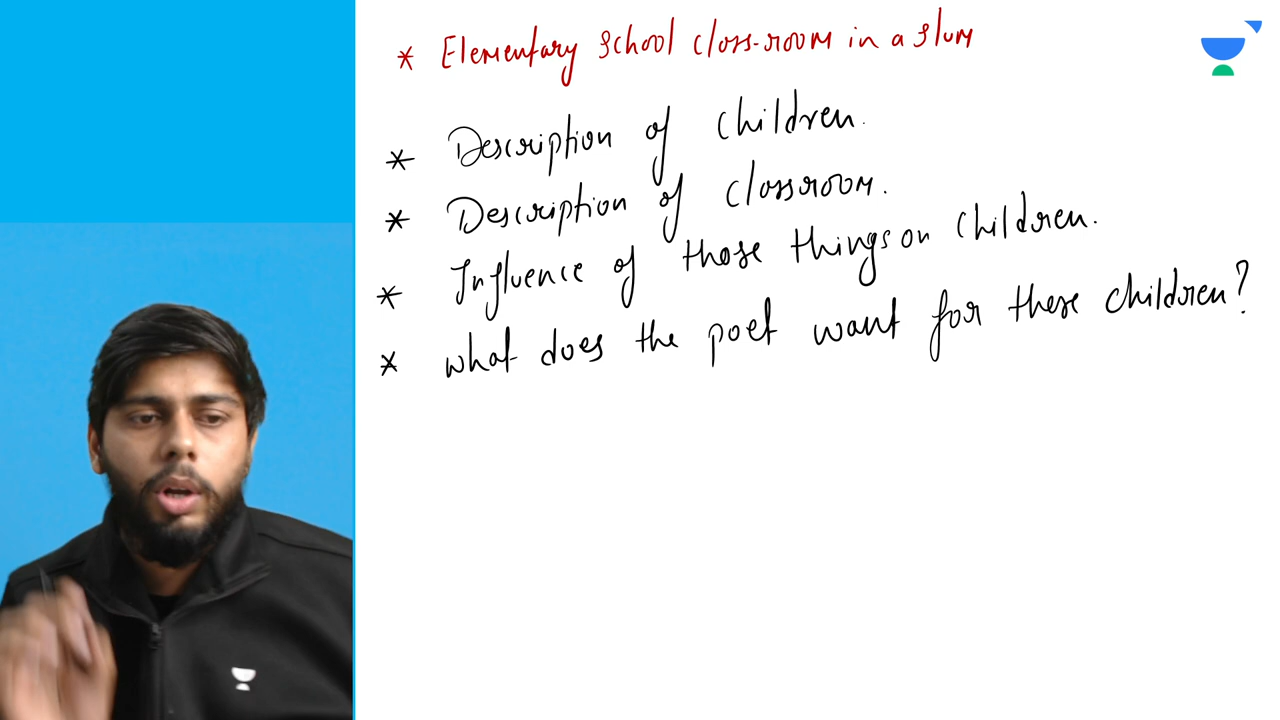 * Elementary School class-room in a slum
* Description of children.
* Description of classroom.
* Influence of those things on children.
* what does the poet want for these children?